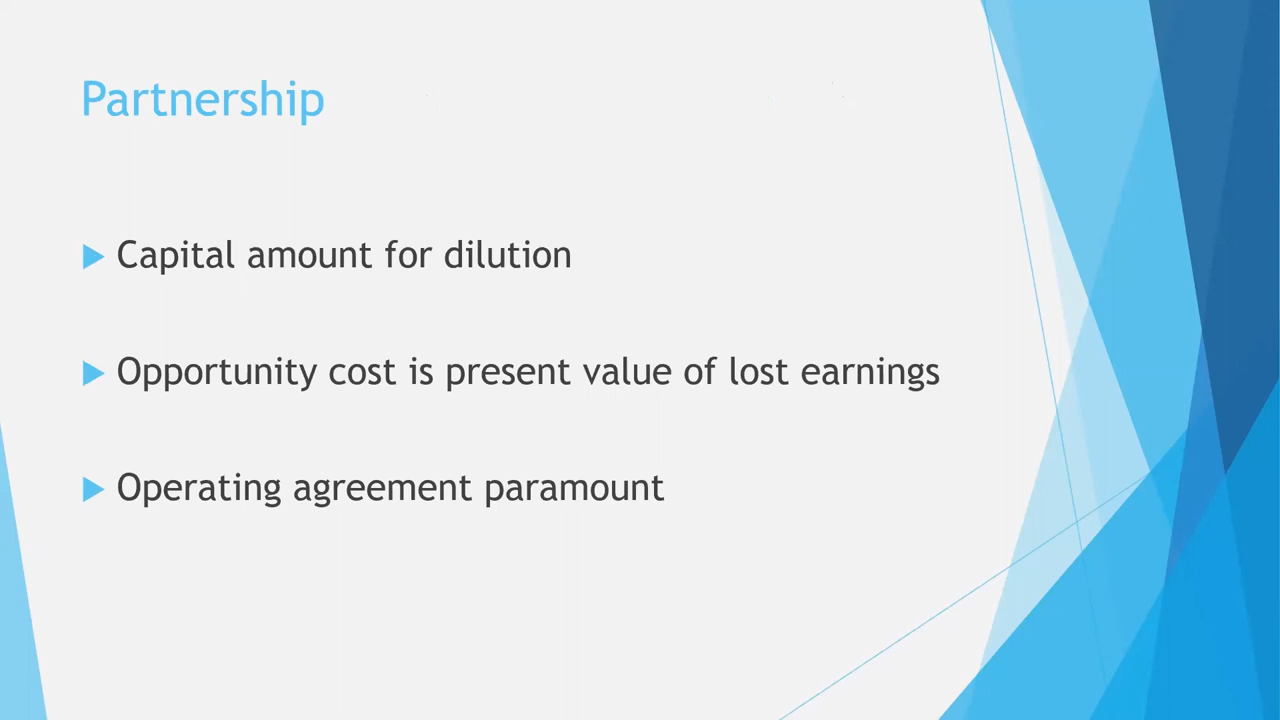 Partnership
Capital amount for dilution
Opportunity cost is present value of lost earnings
Operating agreement paramount